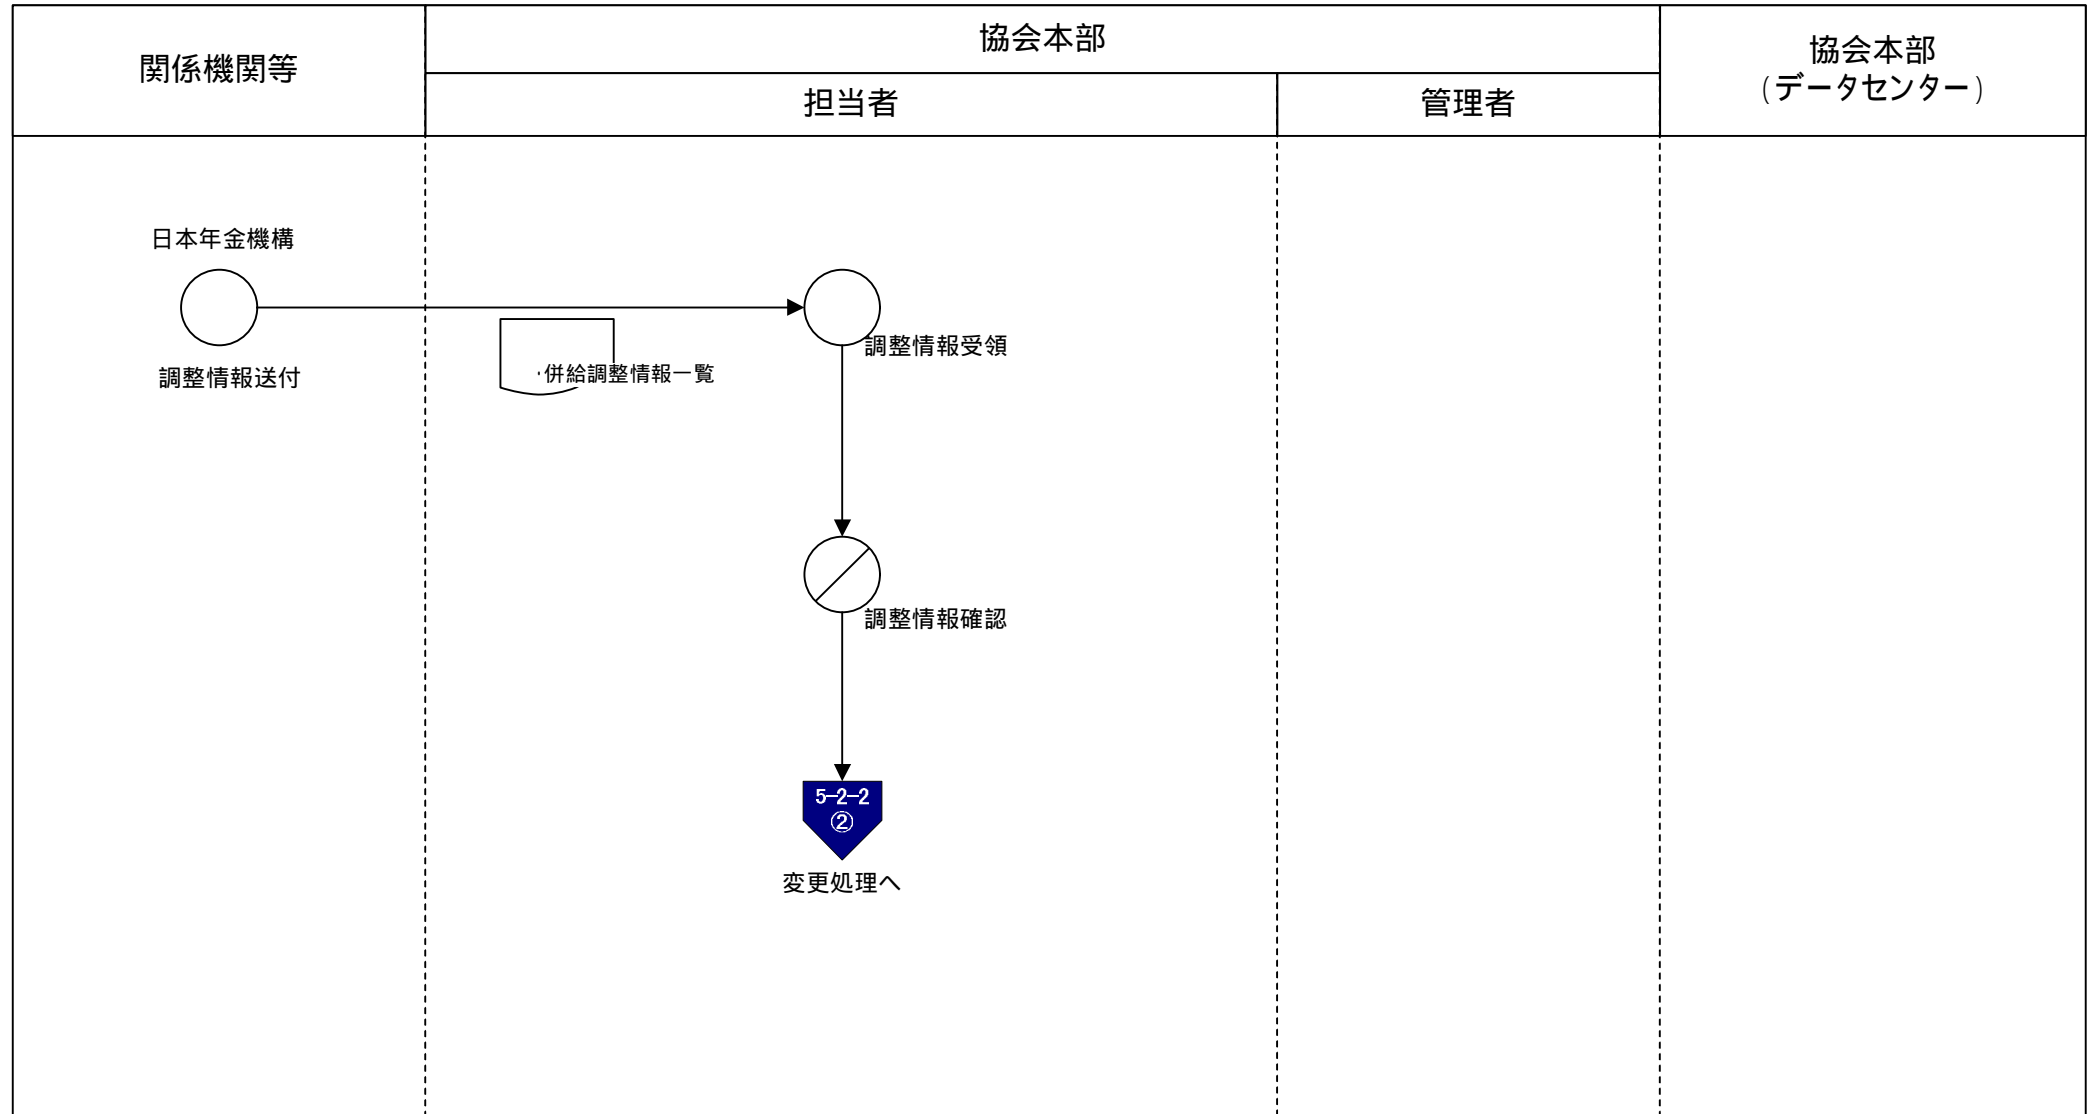 関係機関等
協会本部
担当者
管理者
協会本部
(データセンター)
日本年金機構
調整情報送付
・併給調整情報一覧
調整情報受領
調整情報確認
5-2-2
②
変更処理へ